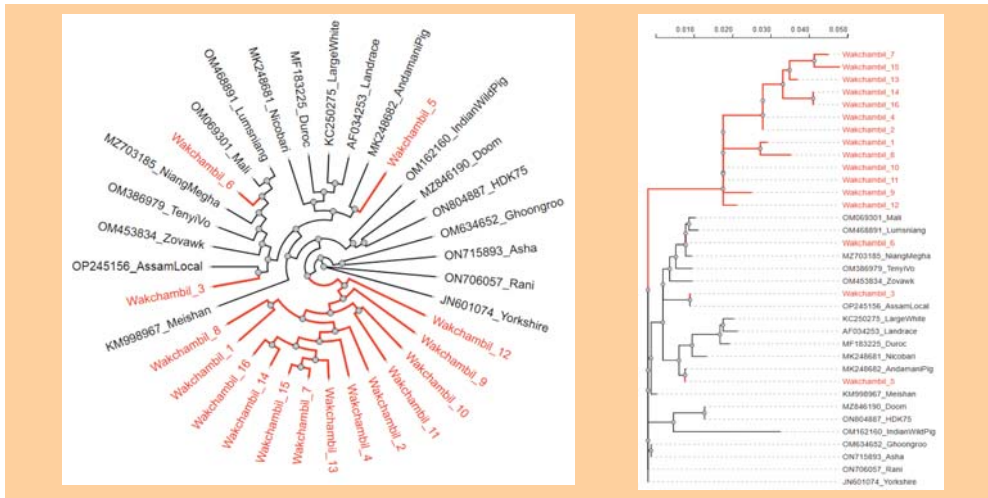 OM468891_Lumsniang
MK248681_Nicobari
MF183225_Duroc
KC250275_LargeWhite
AF034253_Landrace
MK248682_AndamaniPig
Wakchambil_5
OM162160_IndianWildPig
MZ846190_Doom
ON804887_HDK75
OM634652_Ghoongroo
ON715893_Asha
ON706057_Rani
JN601074_Yorkshire
Wakchambil_12
Wakchambil_9
Wakchambil_10
Wakchambil_11
Wakchambil_2
Wakchambil_4
Wakchambil_13
Wakchambil_7
Wakchambil_15
Wakchambil_14
Wakchambil_16
Wakchambil_1
Wakchambil_8
KM998967_Meishan
Wakchambil_3
OP245156_AssamLocal
OM453834_Zovawk
OM386979_TenyiVo
MZ703185_NiangMegha
Wakchambil_6
OM069301_Mali
0.010 0.020 0.030 0.040 0.050
Wakchambil_7
Wakchambil_15
Wakchambil_13
Wakchambil_14
Wakchambil_16
Wakchambil_4
Wakchambil_2
Wakchambil_1
Wakchambil_8
Wakchambil_10
Wakchambil_11
Wakchambil_9
Wakchambil_12
OM069301_Mali
OM468891_Lumsniang
Wakchambil_6
MZ703185_NiangMegha
OM386979_TenyiVo
OM453834_Zovawk
Wakchambil_3
OP245156_AssamLocal
KC250275_LargeWhite
AF034253_Landrace
MF183225_Duroc
MK248681_Nicobari
MK248682_AndamaniPig
Wakchambil_5
KM998967_Meishan
MZ846190_Doom
ON804887_HDK75
OM162160_IndianWildPig
OM634652_Ghoongroo
ON715893_Asha
ON706057_Rani
JN601074_Yorkshire